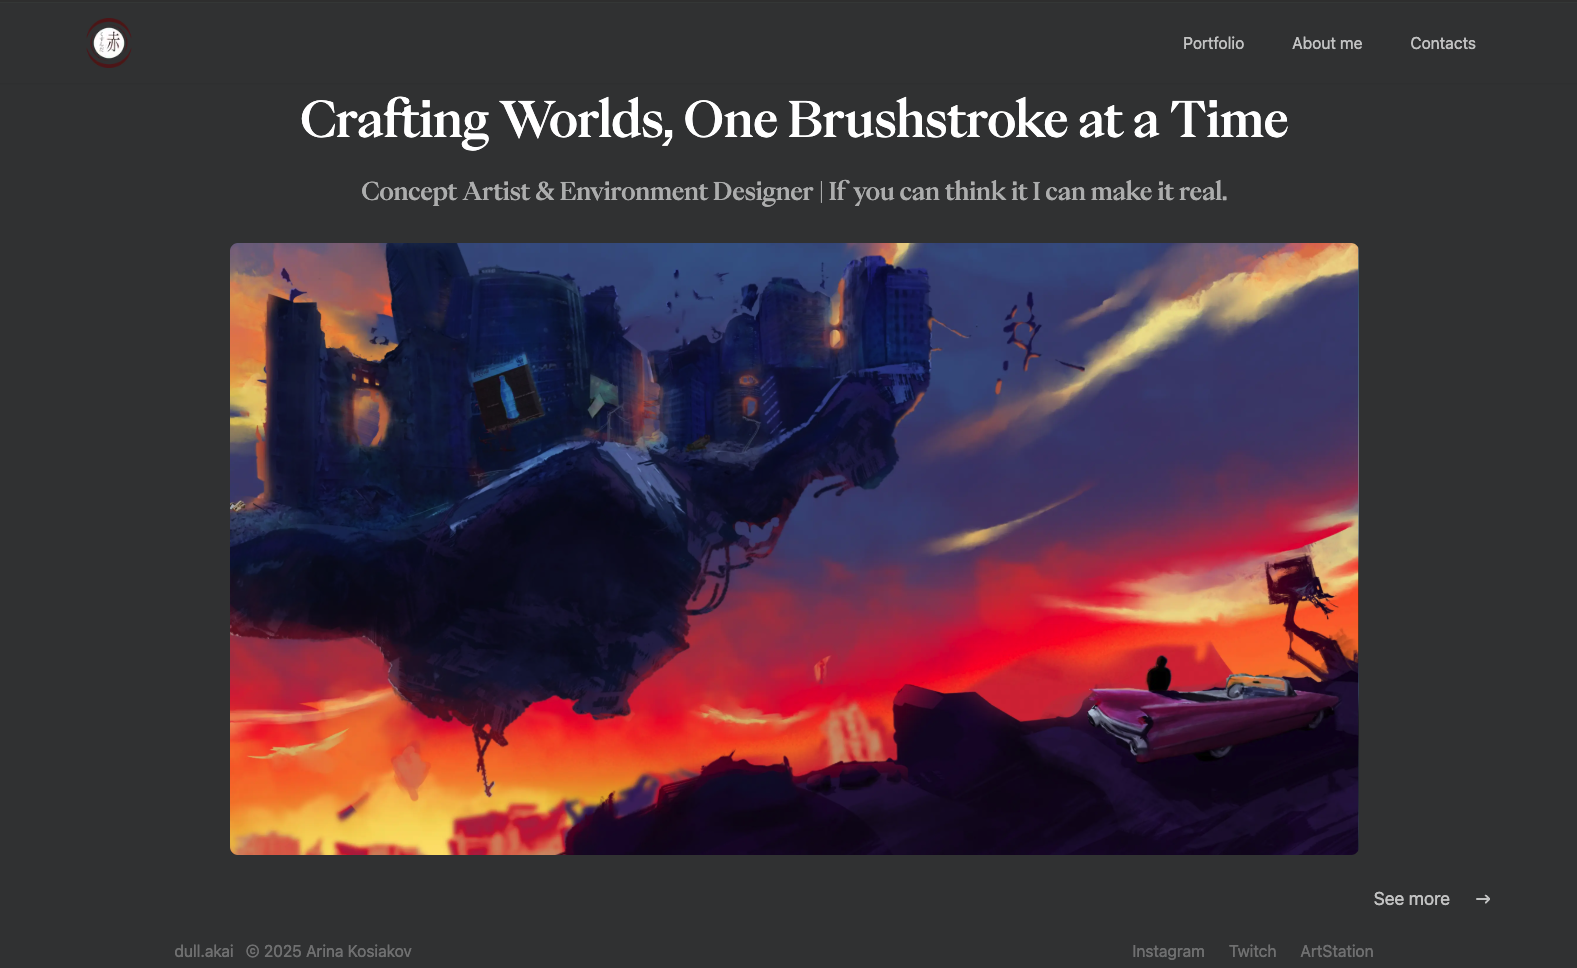 赤
Portfolio
About me
Contacts
Crafting Worlds, One Brushstroke at a Time
Concept Artist & Environment Designer | If you can think it I can make it real.
See more →
dull.akai © 2025 Arina Kosiakov
Instagram
Twitch
ArtStation